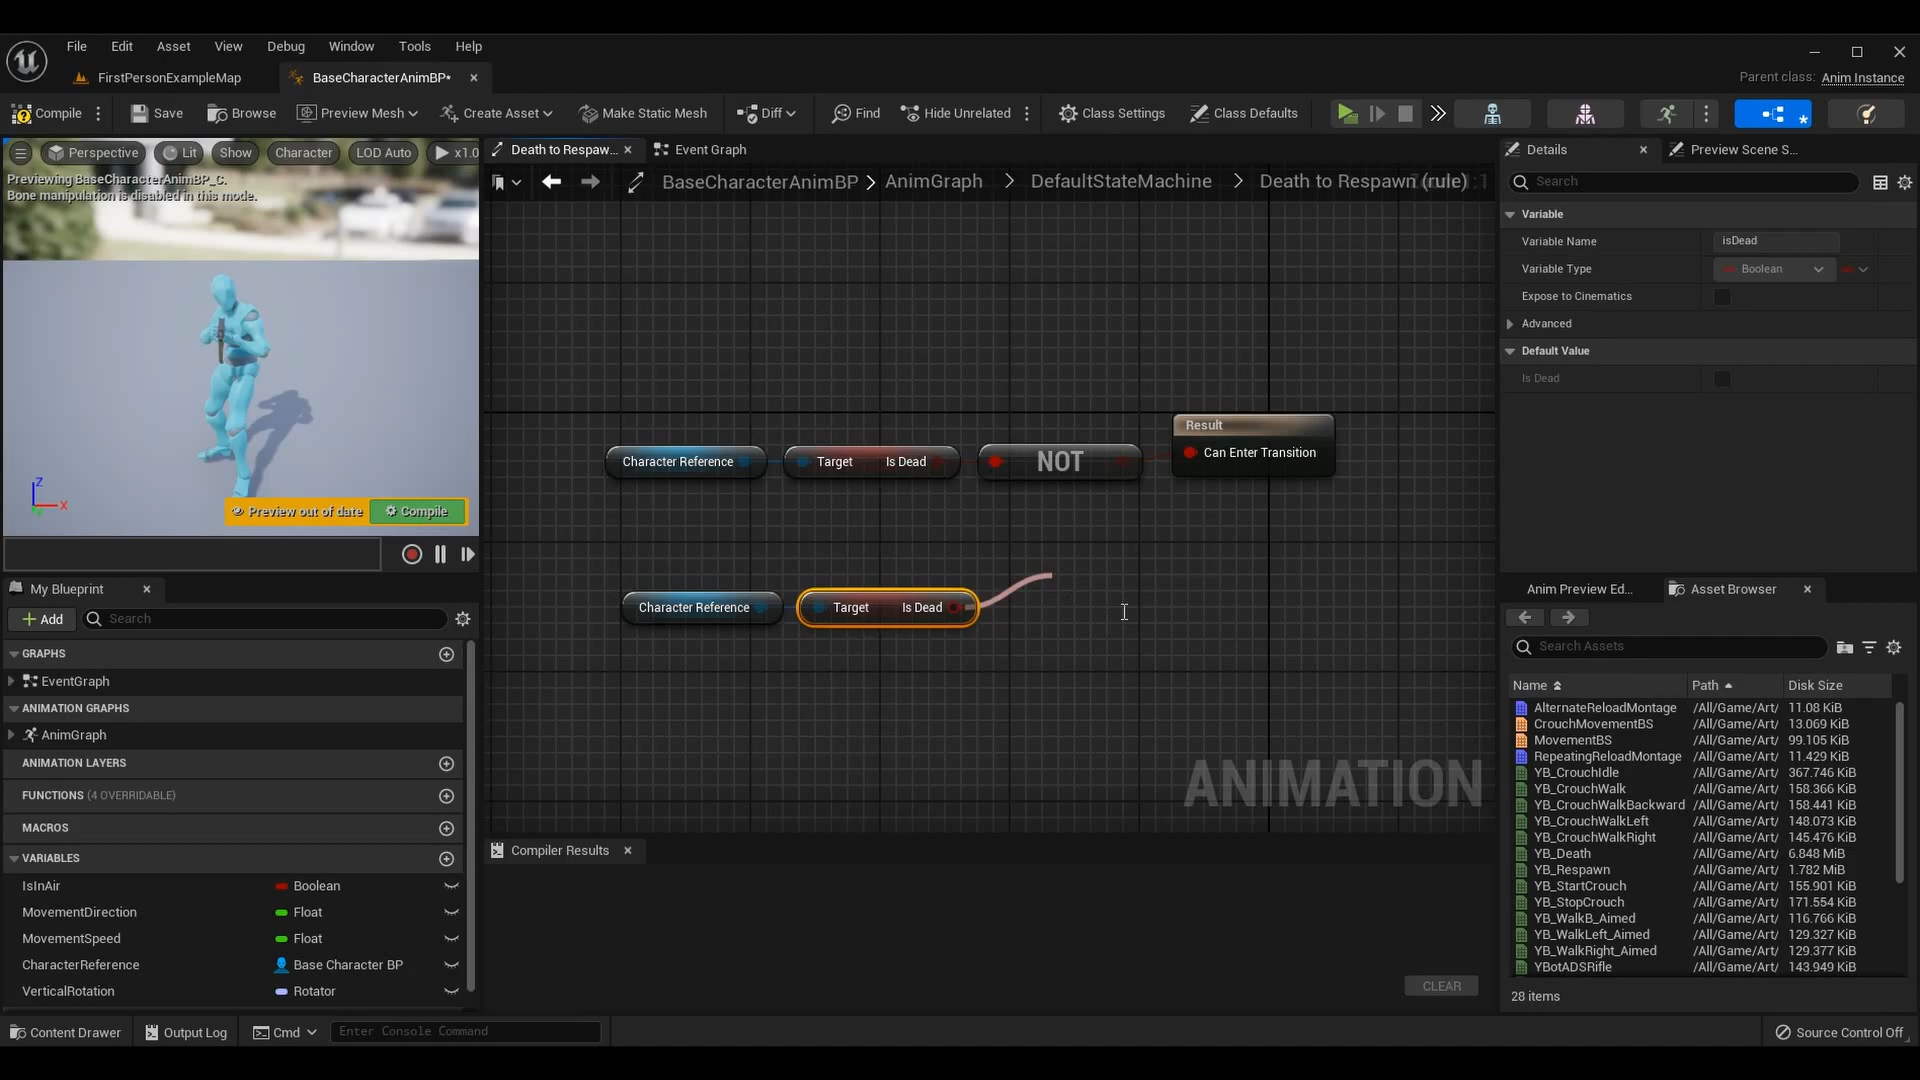 File Edit Asset View Debug Window Tools Help
FirstPersonExampleMap
BaseCharacterAnimBP*
Parent class: Anim Instance
Compile Save Browse Preview Mesh Create Asset Make Static Mesh Diff Find Hide Unrelated Class Settings Class Defaults
Perspective Lit Show Character LOD Auto x1.0
Previewing BaseCharacterAnimBP_C.
Bone manipulation is disabled in this mode.
Z
X
Preview out of date Compile
Death to Respaw... Event Graph
BaseCharacterAnimBP > AnimGraph > DefaultStateMachine > Death to Respawn (rule)
Character Reference
Target Is Dead
NOT
Result
Can Enter Transition
Character Reference
Target Is Dead
ANIMATION
My Blueprint
Add Search
GRAPHS
EventGraph
ANIMATION GRAPHS
AnimGraph
ANIMATION LAYERS
FUNCTIONS (4 OVERRIDABLE)
MACROS
VARIABLES
IsInAir Boolean
MovementDirection Float
MovementSpeed Float
CharacterReference Base Character BP
VerticalRotation Rotator
Compiler Results
CLEAR
Details Preview Scene S...
Search
Variable
Variable Name isDead
Variable Type Boolean
Expose to Cinematics
Advanced
Default Value
Is Dead
Anim Preview Ed... Asset Browser
Search Assets
Name Path Disk Size
AlternateReloadMontage /All/Game/Art/ 11.08 KiB
CrouchMovementBS /All/Game/Art/ 13.069 KiB
MovementBS /All/Game/Art/ 99.105 KiB
RepeatingReloadMontage /All/Game/Art/ 11.429 KiB
YB_CrouchIdle /All/Game/Art/ 367.746 KiB
YB_CrouchWalk /All/Game/Art/ 158.366 KiB
YB_CrouchWalkBackward /All/Game/Art/ 158.441 KiB
YB_CrouchWalkLeft /All/Game/Art/ 148.073 KiB
YB_CrouchWalkRight /All/Game/Art/ 145.476 KiB
YB_Death /All/Game/Art/ 6.848 MiB
YB_Respawn /All/Game/Art/ 1.782 MiB
YB_StartCrouch /All/Game/Art/ 155.901 KiB
YB_StopCrouch /All/Game/Art/ 171.554 KiB
YB_WalkB_Aimed /All/Game/Art/ 116.766 KiB
YB_WalkLeft_Aimed /All/Game/Art/ 129.327 KiB
YB_WalkRight_Aimed /All/Game/Art/ 129.377 KiB
YBotADSRifle /All/Game/Art/ 143.949 KiB
28 items
Content Drawer Output Log Cmd Enter Console Command Source Control Off